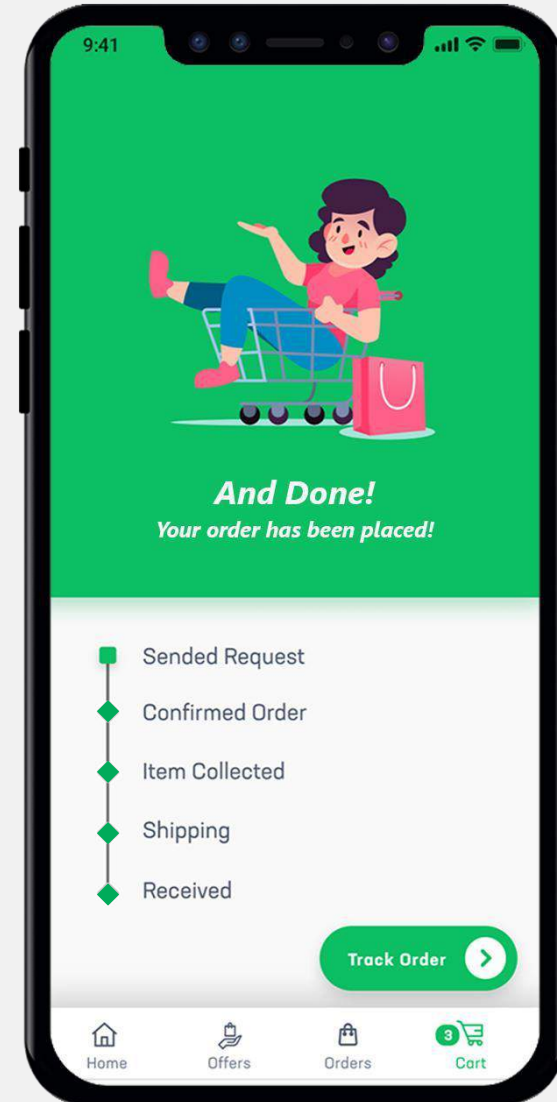 9:41
And Done!
Your order has been placed!
Sended Request
Confirmed Order
Item Collected
Shipping
Received
Track Order
3
Home
Offers
Orders
Cart